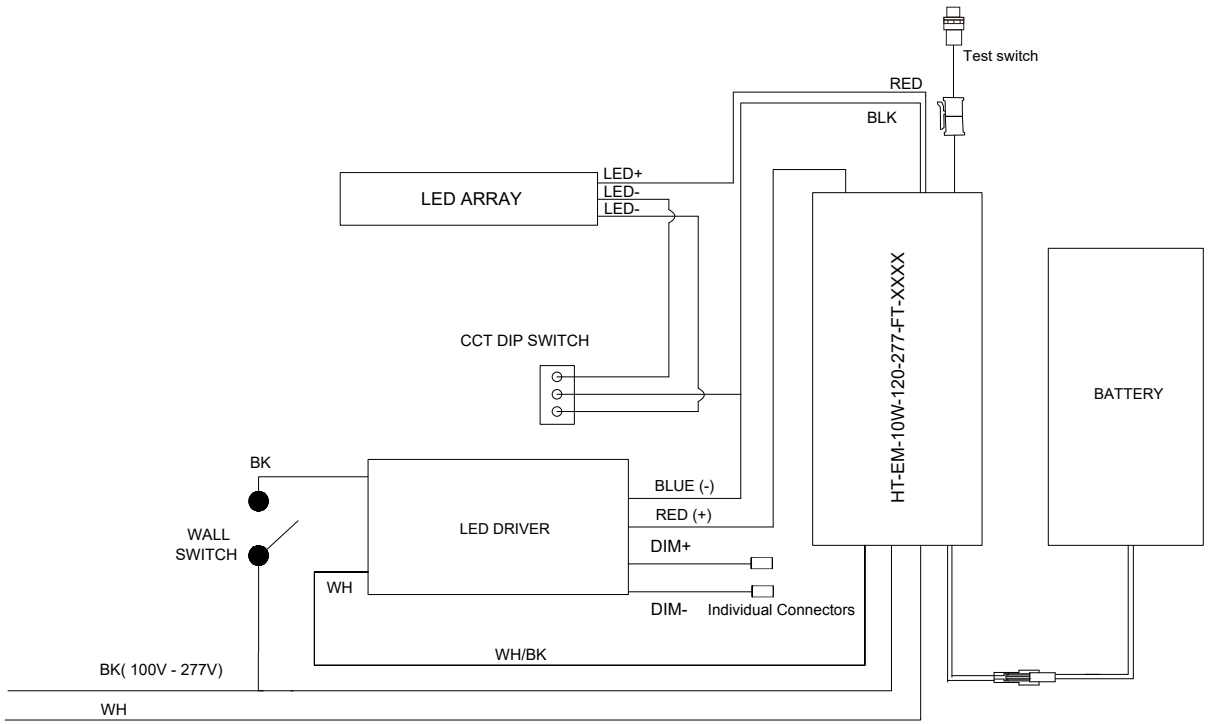 Test switch
RED
BLK
LED+
LED-
LED-
LED ARRAY
HT-EM-10W-120-277-FT-XXXX
CCT DIP SWITCH
BATTERY
BK
BLUE (-)
RED (+)
LED DRIVER
WALL
SWITCH
DIM+
WH
DIM-
Individual Connectors
WH/BK
BK( 100V - 277V)
WH